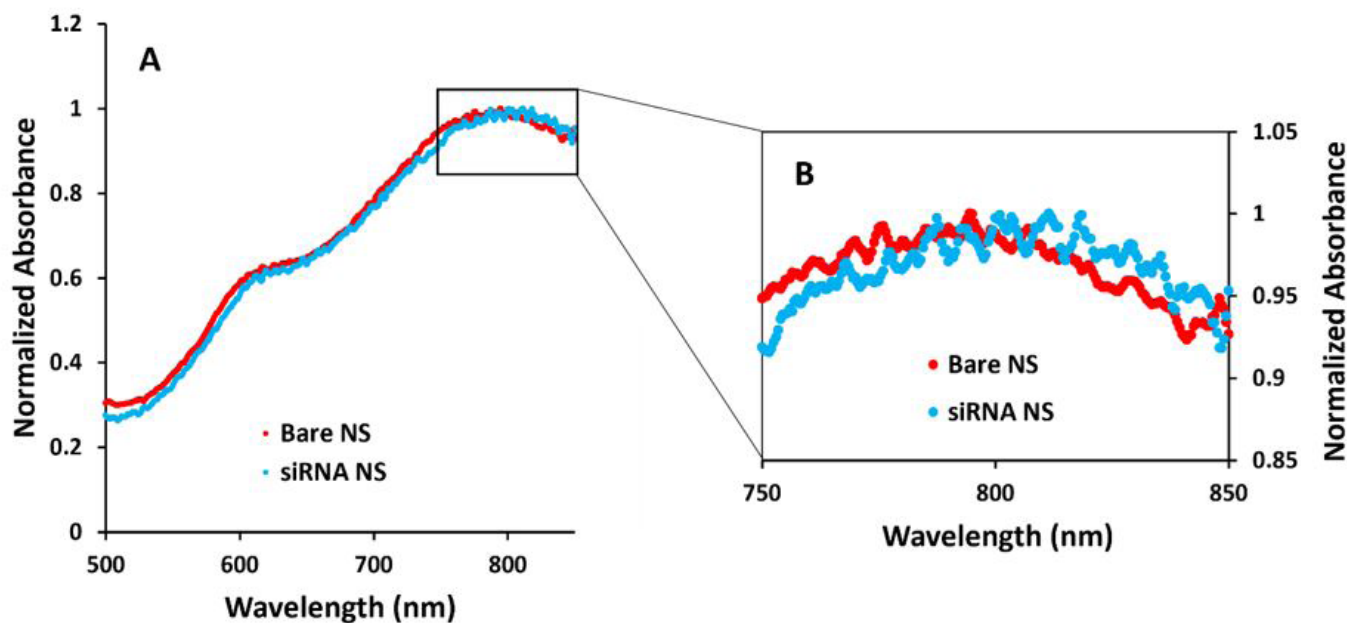 A
Normalized Absorbance
1.2
1
0.8
0.6
0.4
0.2
0
500
600
700
800
Wavelength (nm)
Bare NS
siRNA NS
B
1.05
1
0.95
0.9
0.85
Normalized Absorbance
750
800
850
Wavelength (nm)
Bare NS
siRNA NS